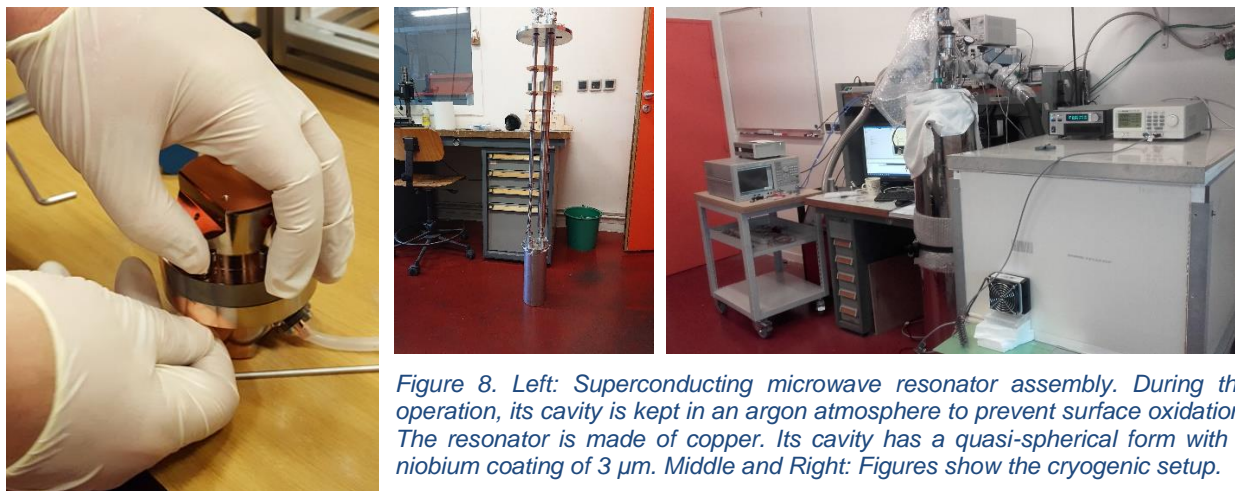 Figure 8. Left: Superconducting microwave resonator assembly. During th
operation, its cavity is kept in an argon atmosphere to prevent surface oxidation
The resonator is made of copper. Its cavity has a quasi-spherical form with
niobium coating of 3 µm. Middle and Right: Figures show the cryogenic setup.